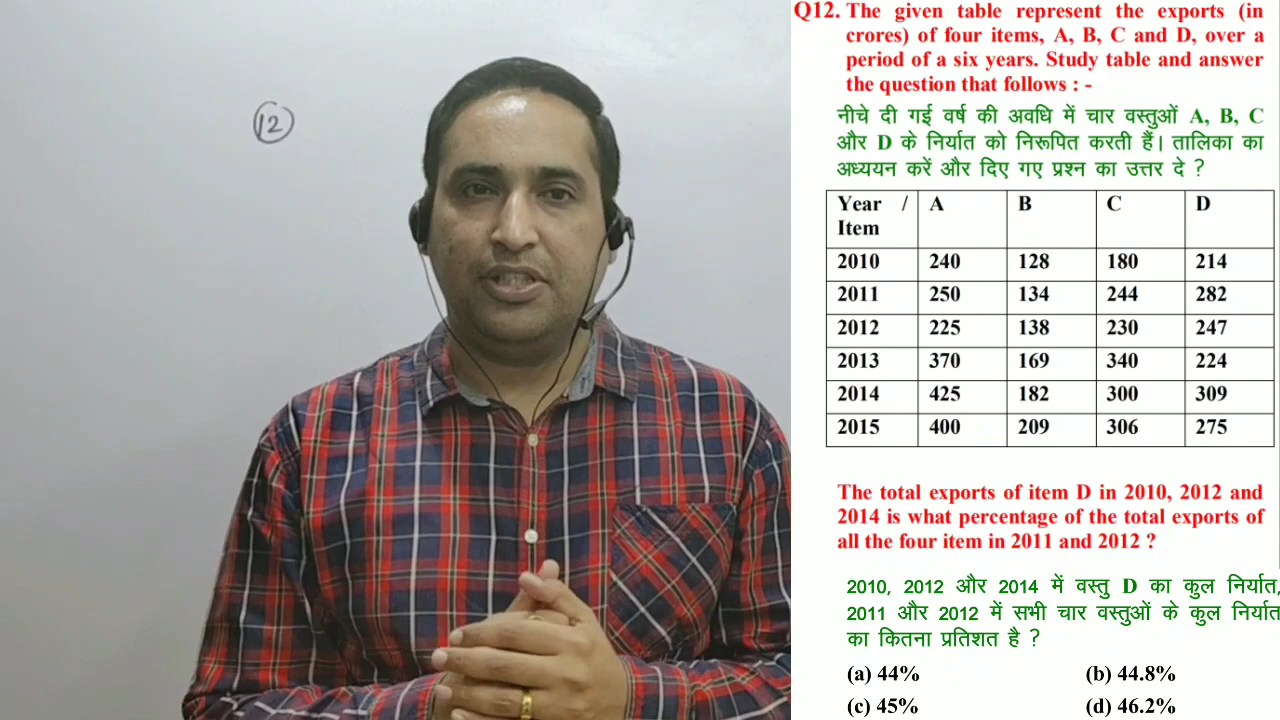 12
Q12. The given table represent the exports (in
crores) of four items, A, B, C and D, over a
period of a six years. Study table and answer
the question that follows : -
नीचे दी गई वर्ष की अवधि में चार वस्तुओं A, B, C
और D के निर्यात को निरूपित करती हैं। तालिका का
अध्ययन करें और दिए गए प्रश्न का उत्तर दे ?
Year / A B C D
Item
2010 240 128 180 214
2011 250 134 244 282
2012 225 138 230 247
2013 370 169 340 224
2014 425 182 300 309
2015 400 209 306 275
The total exports of item D in 2010, 2012 and
2014 is what percentage of the total exports of
all the four item in 2011 and 2012 ?
2010, 2012 और 2014 में वस्तु D का कुल निर्यात,
2011 और 2012 में सभी चार वस्तुओं के कुल निर्यात
का कितना प्रतिशत है ?
(a) 44% (b) 44.8%
(c) 45% (d) 46.2%